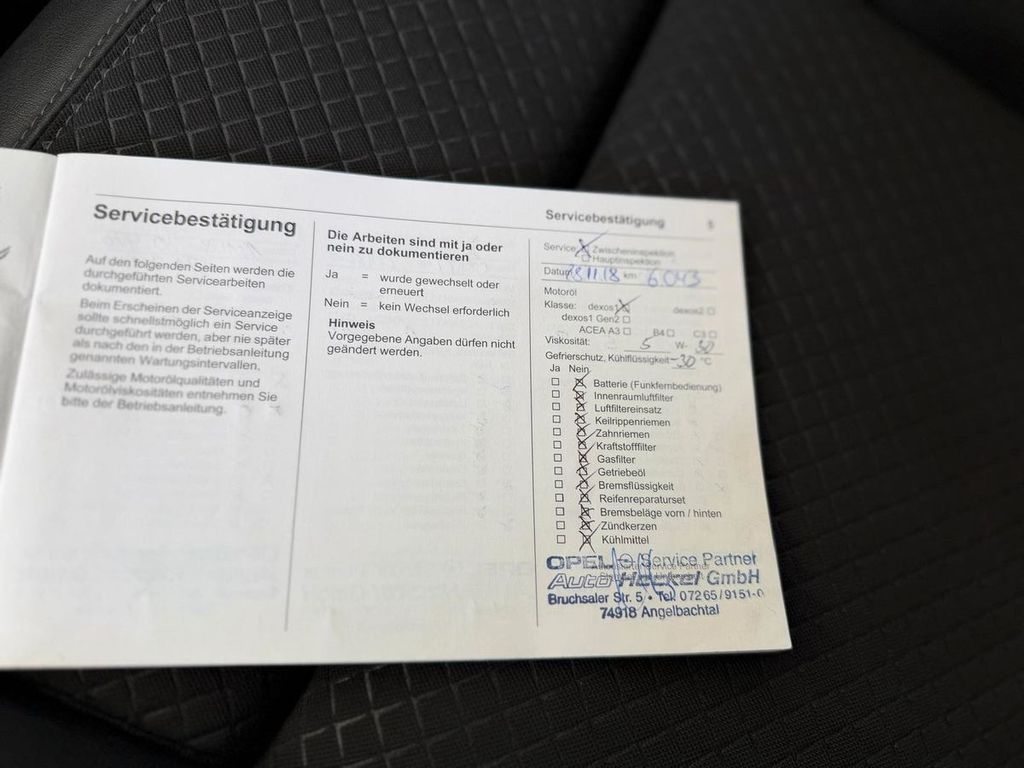 Servicebestätigung
Auf den folgenden Seiten werden die
durchgeführten Servicearbeiten
dokumentiert.
Beim Erscheinen der Serviceanzeige
sollte schnellstmöglich ein Service
durchgeführt werden, aber nie später
als nach den in der Betriebsanleitung
genannten Wartungsintervallen.
Zulässige Motorölqualitäten und
Motorölviskositäten entnehmen Sie
bitte der Betriebsanleitung.
Die Arbeiten sind mit ja oder
nein zu dokumentieren
Ja = wurde gewechselt oder
erneuert
Nein = kein Wechsel erforderlich
Hinweis
Vorgegebene Angaben dürfen nicht
geändert werden.
Servicebestätigung
Service Zwischeninspektion
Hauptinspektion
Datum 28.11.18 km 6043
Motoröl
Klasse: dexos1 dexos2
dexos1 Gen2
ACEA A3 B4 C3
Viskosität: 5 W- 30
Gefrierschutz, Kühlflüssigkeit -30 °C
Ja Nein
Batterie (Funkfernbedienung)
Innenraumluftfilter
Luftfiltereinsatz
Keilrippenriemen
Zahnriemen
Kraftstofffilter
Gasfilter
Getriebeöl
Bremsflüssigkeit
Reifenreparaturset
Bremsbeläge vorn / hinten
Zündkerzen
Kühlmittel
OPEL Service Partner
Auto Heckel GmbH
Bruchsaler Str. 5 • Tel. 07265/9151-0
74918 Angelbachtal